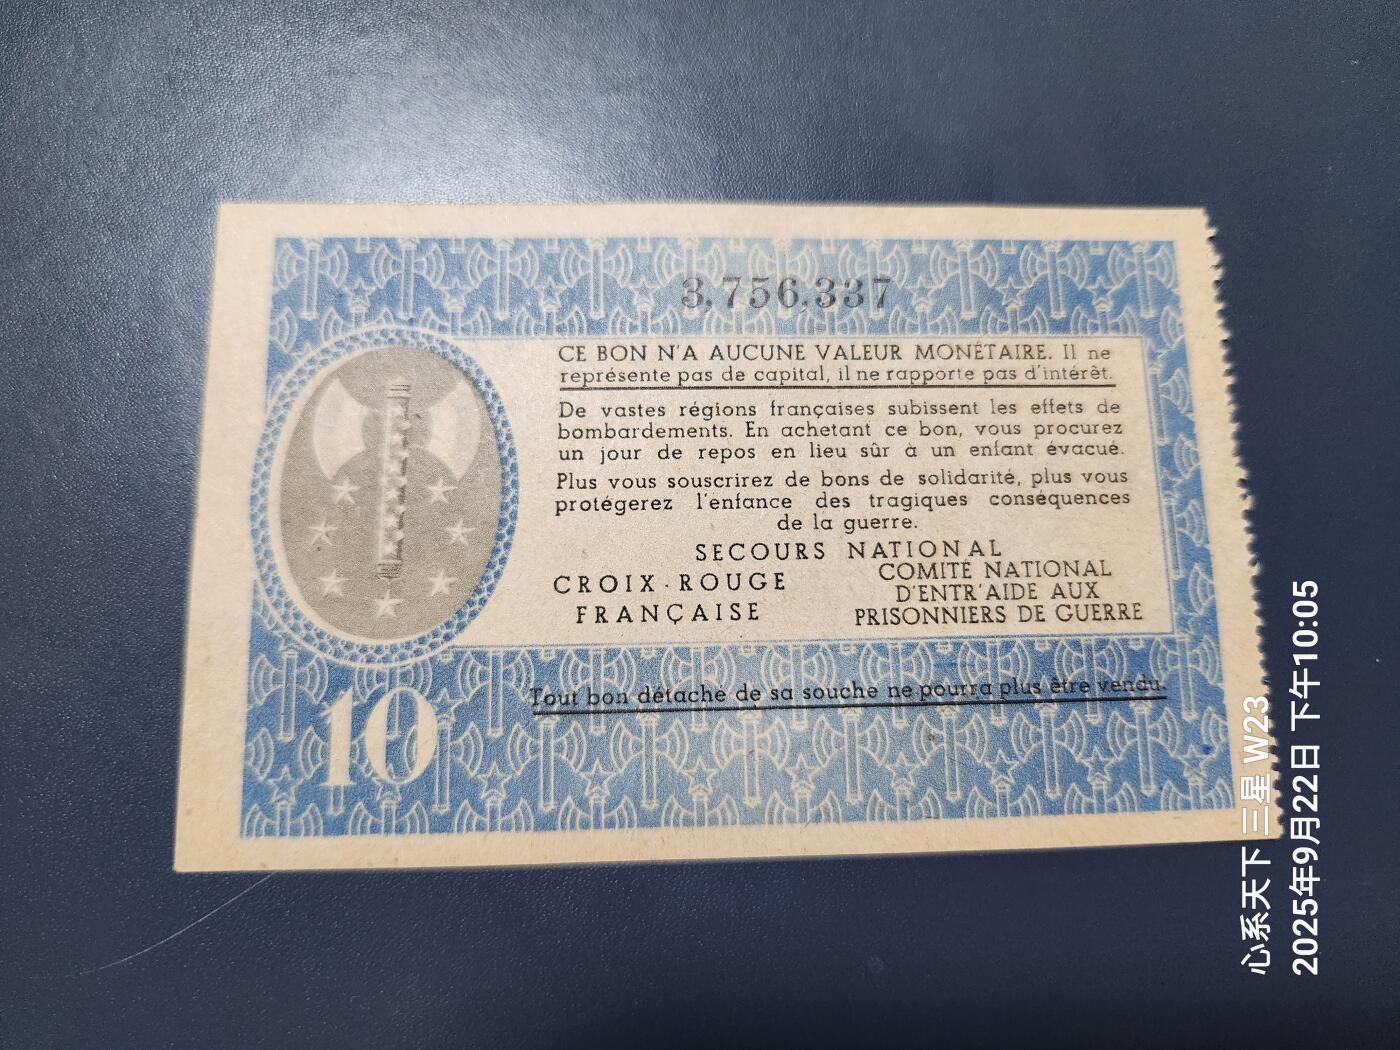 3,756,337
CE BON N'A AUCUNE VALEUR MONÉTAIRE. Il ne
représente pas de capital, il ne rapporte pas d'intérêt.
De vastes régions françaises subissent les effets de
bombardements. En achetant ce bon, vous procurez
un jour de repos en lieu sûr à un enfant évacué.
Plus vous souscrirez de bons de solidarité, plus vous
protégerez l'enfance des tragiques conséquences
de la guerre.
SECOURS NATIONAL
CROIX-ROUGE
FRANÇAISE
COMITÉ NATIONAL
D'ENTR'AIDE AUX
PRISONNIERS DE GUERRE
10
Tout bon détaché de sa souche ne pourra plus être vendu.
心系天下 三星 W23
2025年9月22日 下午10:05